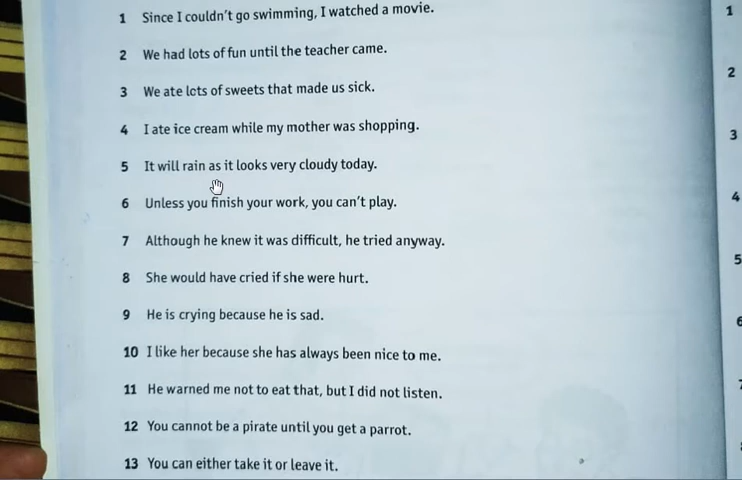 1 Since I couldn't go swimming, I watched a movie.
2 We had lots of fun until the teacher came.
3 We ate lots of sweets that made us sick.
4 I ate ice cream while my mother was shopping.
5 It will rain as it looks very cloudy today.
6 Unless you finish your work, you can't play.
7 Although he knew it was difficult, he tried anyway.
8 She would have cried if she were hurt.
9 He is crying because he is sad.
10 I like her because she has always been nice to me.
11 He warned me not to eat that, but I did not listen.
12 You cannot be a pirate until you get a parrot.
13 You can either take it or leave it.
1
2
3
4
5
6